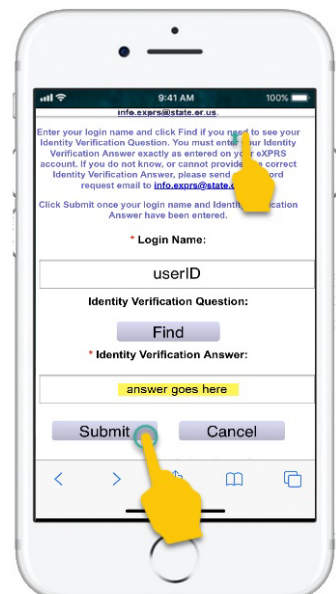 9:41 AM 100%
info.exprs@state.or.us.
Enter your login name and click Find if you need to see your
Identity Verification Question. You must enter your Identity
Verification Answer exactly as entered on your eXPRS
account. If you do not know, or cannot provide the correct
Identity Verification Answer, please send
request email to info.exprs@state.
Click Submit once your login name and Identity Verification
Answer have been entered.
* Login Name:
userID
Identity Verification Question:
Find
* Identity Verification Answer:
answer goes here
Submit Cancel